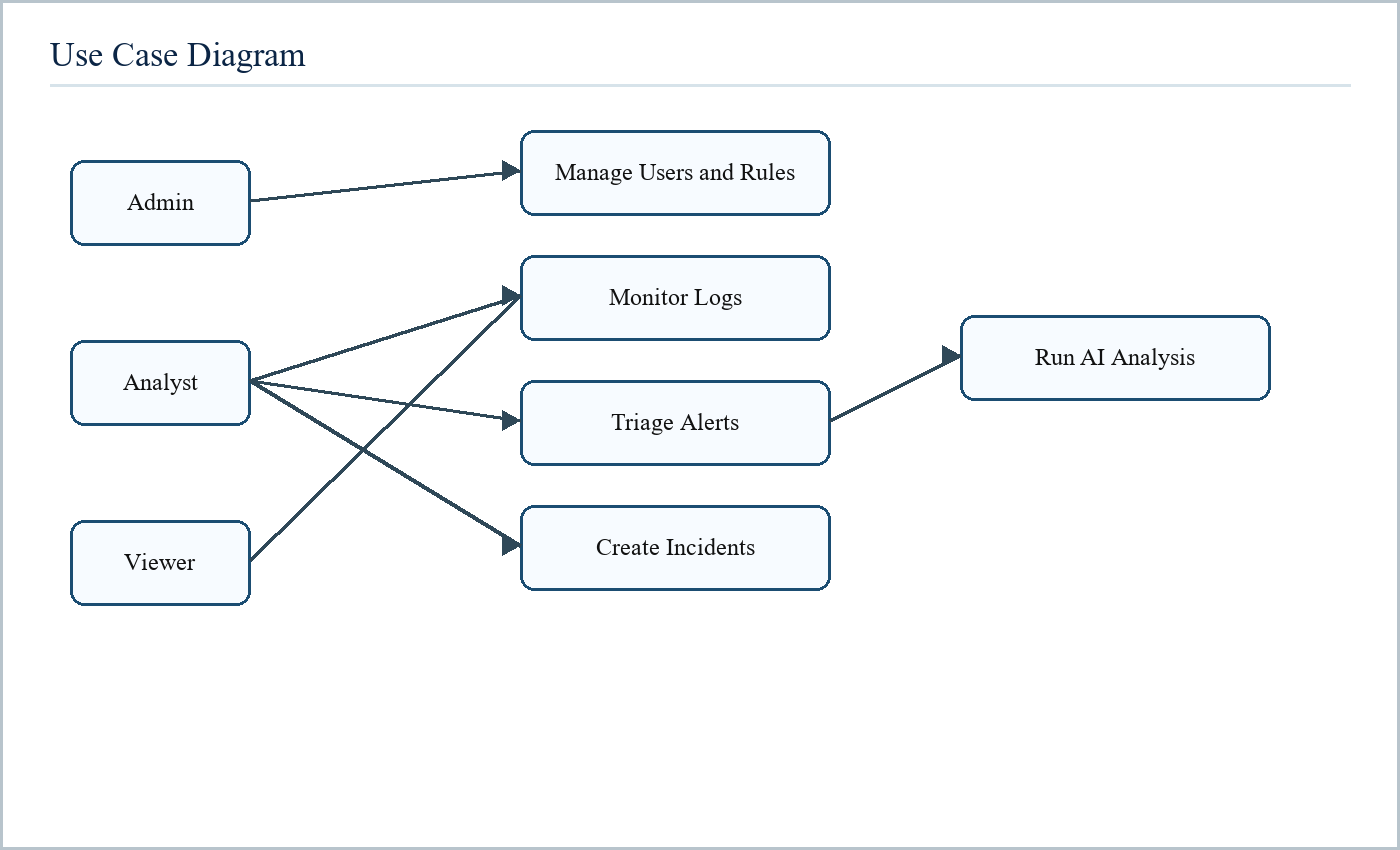 Use Case Diagram
Admin
Manage Users and Rules
Monitor Logs
Analyst
Run AI Analysis
Triage Alerts
Viewer
Create Incidents